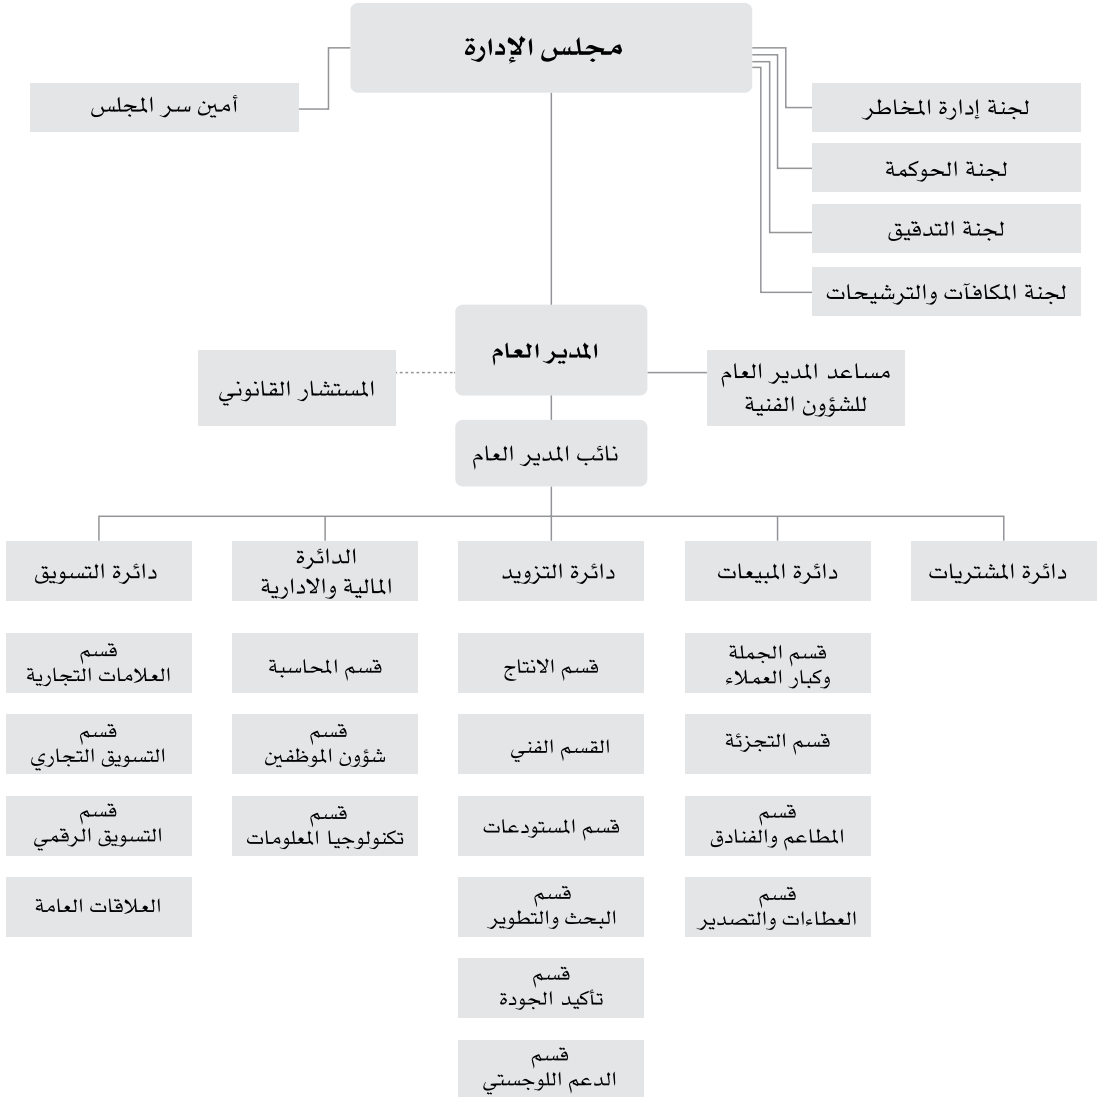 مجلس الإدارة
أمين سر المجلس
لجنة إدارة المخاطر
لجنة الحوكمة
لجنة التدقيق
لجنة المكافآت والترشيحات
المدير العام
مساعد المدير العام
للشؤون الفنية
المستشار القانوني
نائب المدير العام
دائرة المشتريات
دائرة المبيعات
قسم الجملة
وكبار العملاء
قسم التجزئة
قسم
المطاعم والفنادق
قسم
العطاءات والتصدير
دائرة التزويد
قسم الانتاج
القسم الفني
قسم المستودعات
قسم
البحث والتطوير
قسم
تأكيد الجودة
قسم
الدعم اللوجستي
الدائرة
المالية والادارية
قسم المحاسبة
قسم
شؤون الموظفين
قسم
تكنولوجيا المعلومات
دائرة التسويق
قسم
العلامات التجارية
قسم
التسويق التجاري
قسم
التسويق الرقمي
العلاقات العامة